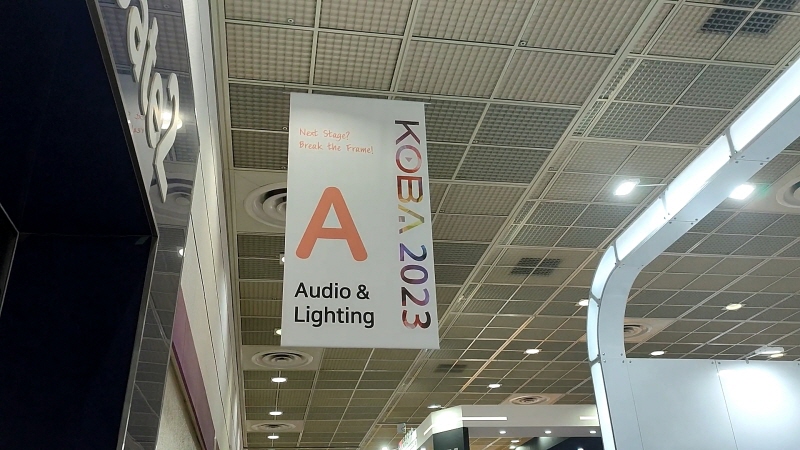 Next Stage?
Break the Frame!
KOBA 2023
A
Audio &
Lighting